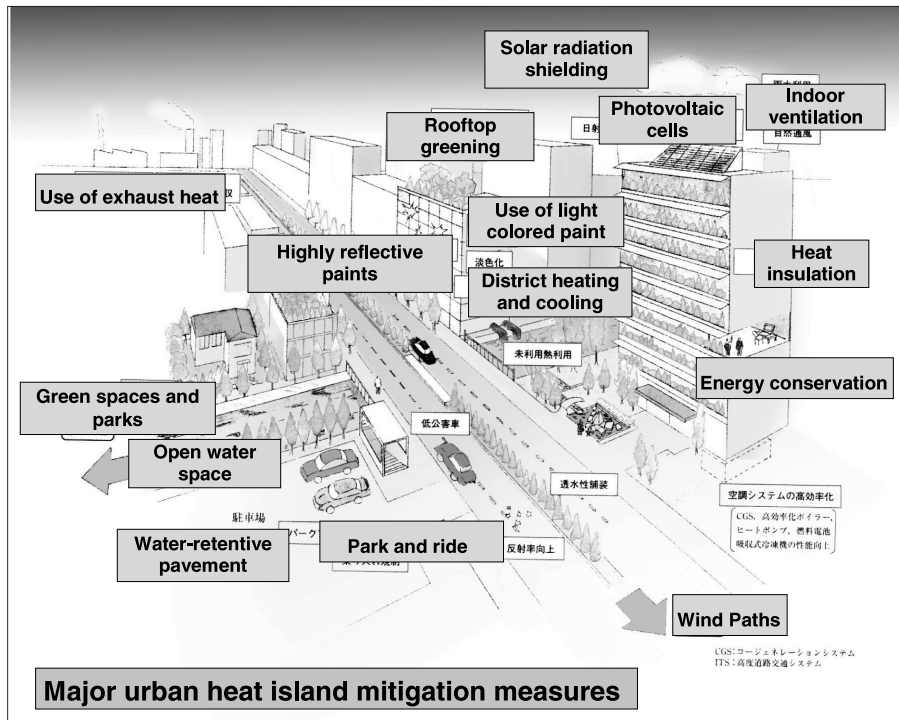 Solar radiation
shielding
Photovoltaic
cells
Indoor
ventilation
自然通風
Rooftop
greening
日射
Use of exhaust heat
Use of light
colored paint
淡色化
Highly reflective
paints
District heating
and cooling
Heat
insulation
未利用熱利用
Energy conservation
Green spaces and
parks
低公害車
Open water
space
透水性舗装
空調システムの高効率化
CGS、高効率化ボイラー、
ヒートポンプ、燃料電池
吸収式冷凍機の性能向上
駐車場
パーク
Water-retentive
pavement
Park and ride
反射率向上
Wind Paths
CGS:コージェネレーションシステム
ITS:高度道路交通システム
Major urban heat island mitigation measures